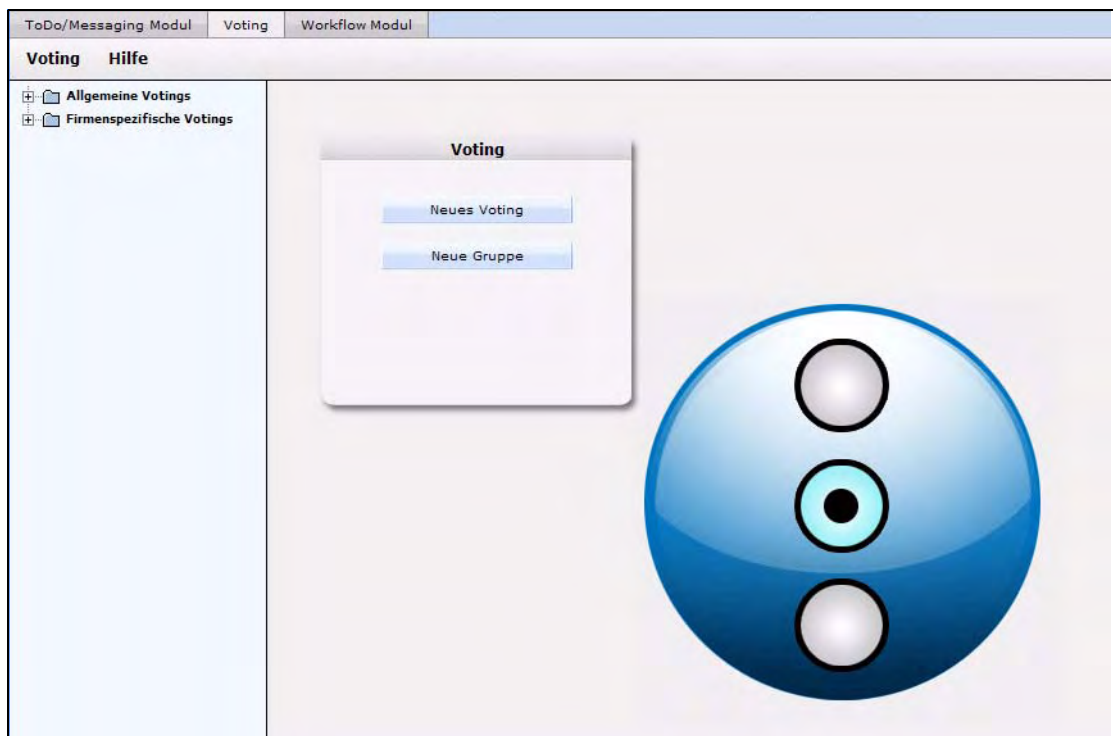 ToDo/Messaging Modul Voting Workflow Modul
Voting Hilfe
Allgemeine Votings
Firmenspezifische Votings
Voting
Neues Voting
Neue Gruppe